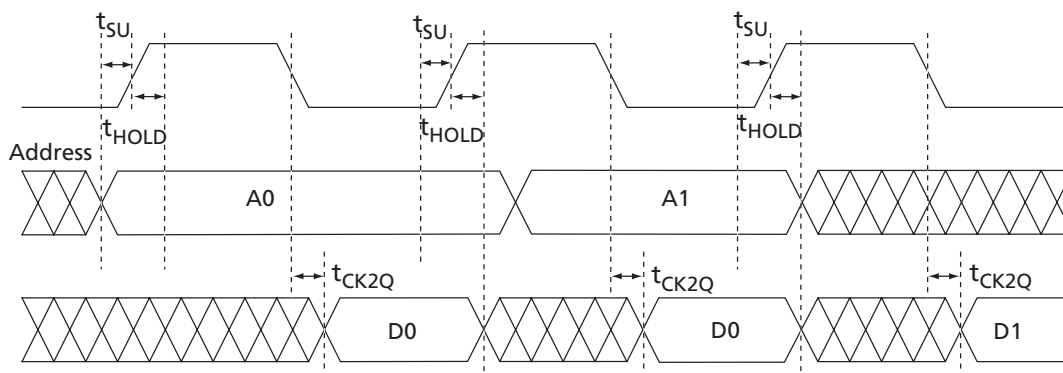 tSU tSU tSU
tHOLD tHOLD tHOLD
Address
A0 A1
tCK2Q tCK2Q tCK2Q
D0 D0 D1